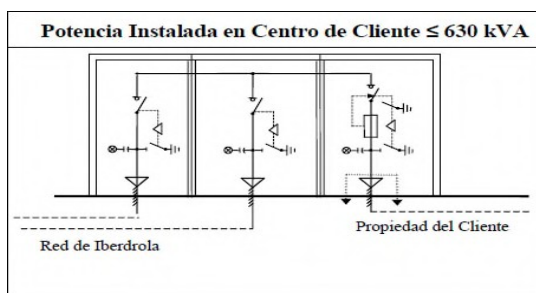 Potencia Instalada en Centro de Cliente ≤ 630 kVA
Propiedad del Cliente
Red de Iberdrola